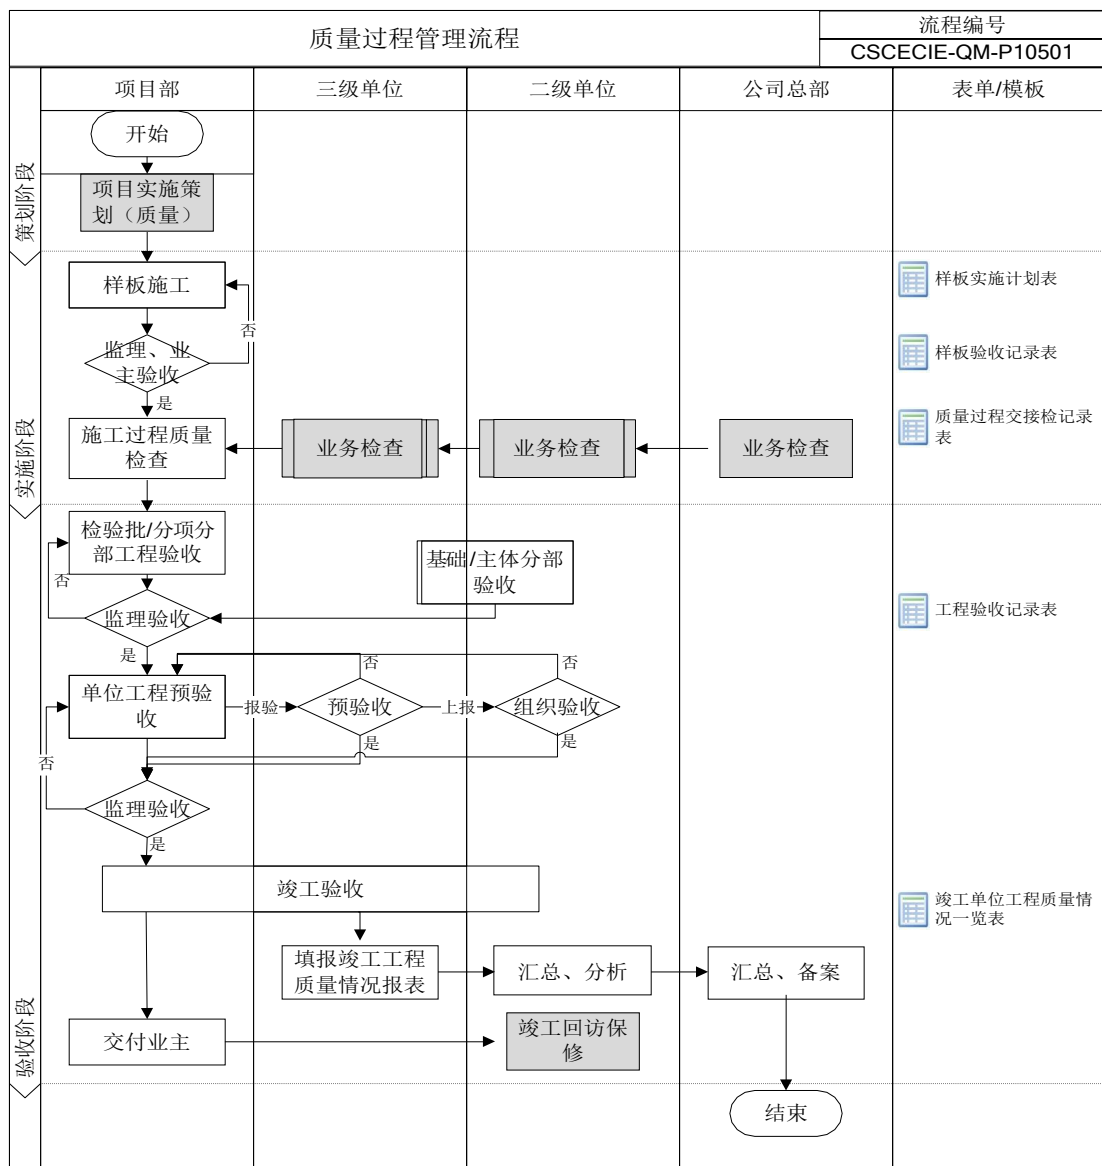 质量过程管理流程
流程编号
CSCECIE-QM-P10501
项目部
三级单位
二级单位
公司总部
表单/模板
策划阶段
开始
项目实施策
划（质量）
实施阶段
样板施工
样板实施计划表
否
监理、业
主验收
样板验收记录表
是
施工过程质量
检查
业务检查
业务检查
业务检查
质量过程交接检记录
表
验收阶段
检验批/分项分
部工程验收
基础/主体分部
验收
否
监理验收
工程验收记录表
是
否
否
单位工程预验
收
报验
预验收
上报
组织验收
是
是
否
监理验收
是
竣工验收
竣工单位工程质量情
况一览表
填报竣工工程
质量情况报表
汇总、分析
汇总、备案
交付业主
竣工回访保
修
结束